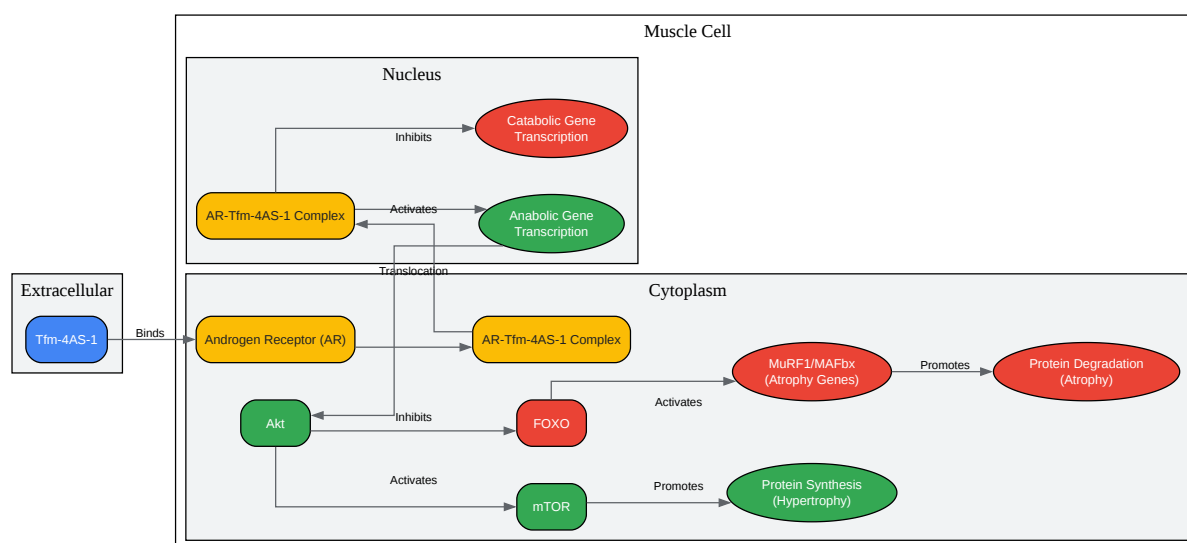 Muscle Cell
Nucleus
Catabolic Gene
Transcription
Inhibits
AR-Tfm-4AS-1 Complex
Activates
Anabolic Gene
Transcription
Translocation
Extracellular
Tfm-4AS-1
Binds
Cytoplasm
Androgen Receptor (AR)
AR-Tfm-4AS-1 Complex
MuRF1/MAFbx
(Atrophy Genes)
Promotes
Protein Degradation
(Atrophy)
Activates
Akt
Inhibits
FOXO
Activates
mTOR
Promotes
Protein Synthesis
(Hypertrophy)